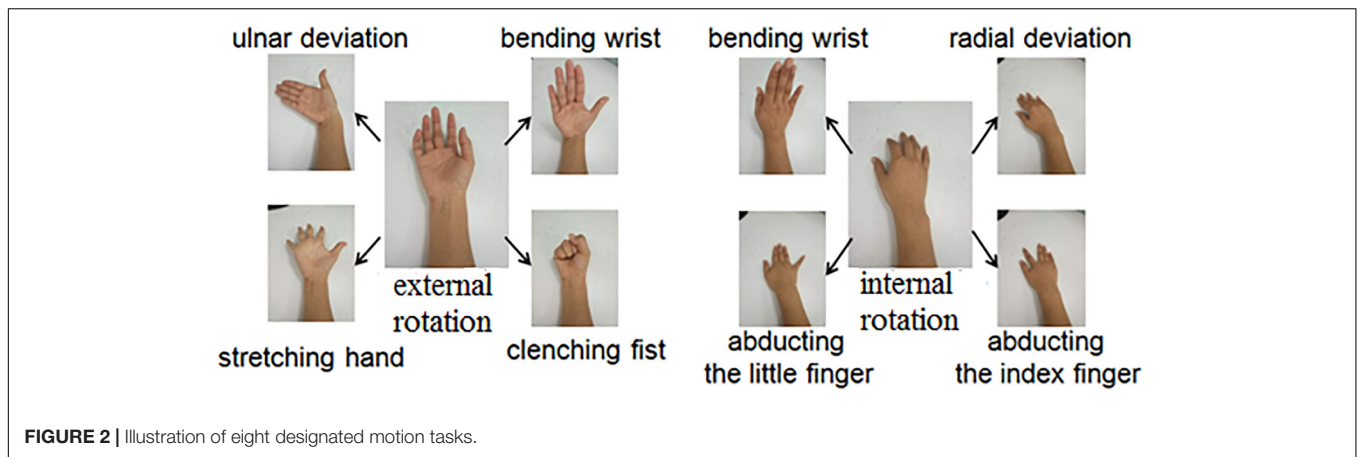 ulnar deviation
bending wrist
bending wrist
radial deviation
external
rotation
internal
rotation
stretching hand
clenching fist
abducting
the little finger
abducting
the index finger
FIGURE 2 | Illustration of eight designated motion tasks.